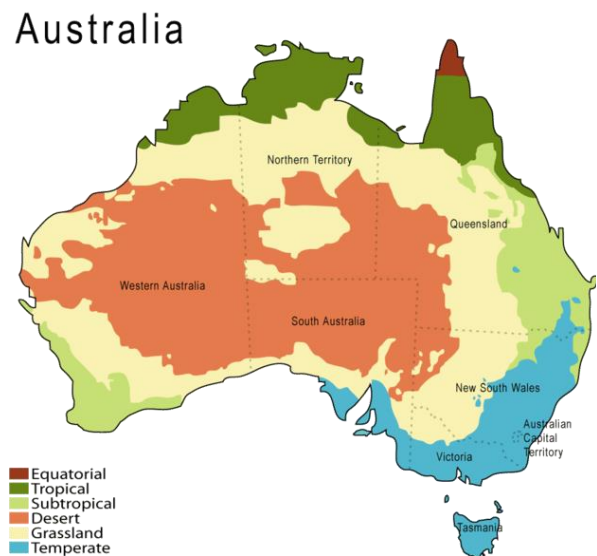 Australia
Northern Territory
Queensland
Western Australia
South Australia
New South Wales
Australian
Capital
Territory
Victoria
Tasmania
Equatorial
Tropical
Subtropical
Desert
Grassland
Temperate